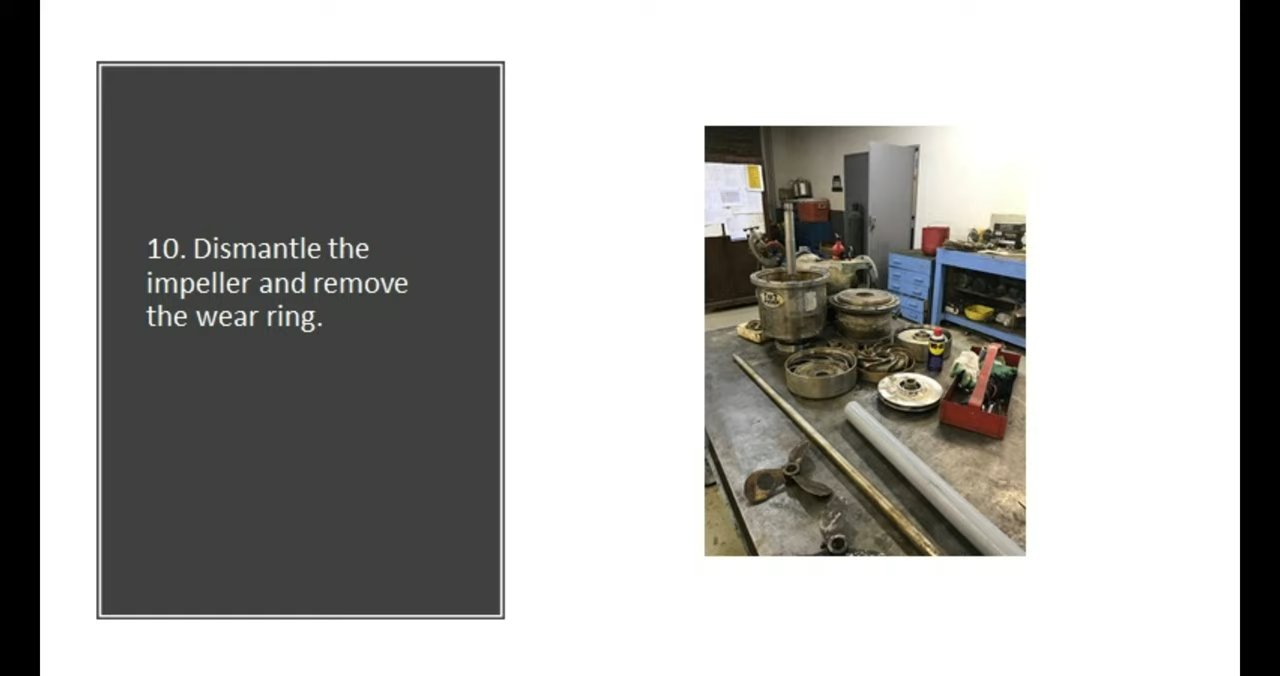 10. Dismantle the
impeller and remove
the wear ring.